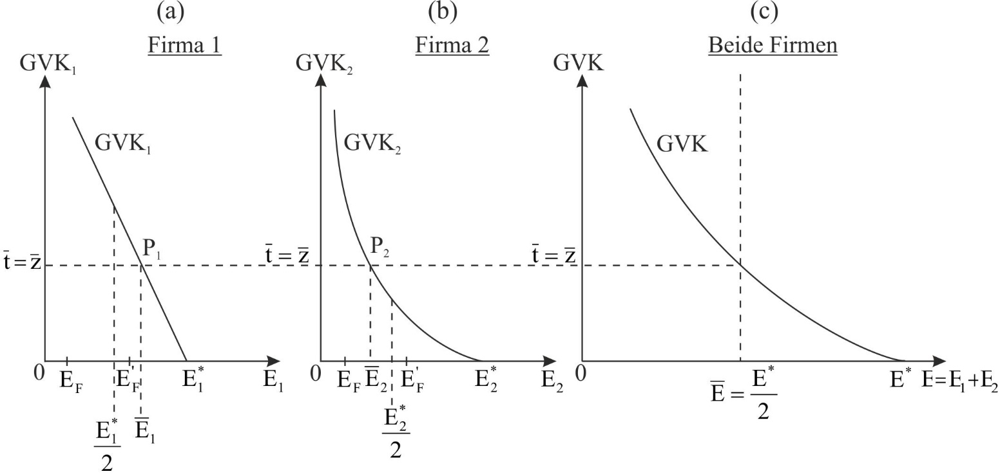 (a)
Firma 1
GVK₁
GVK₁
P₁
t̄ = z̄
0
E_F
E'_F
E₁*
E₁
E₁*/2
Ē₁
(b)
Firma 2
GVK₂
GVK₂
P₂
t̄ = z̄
0
E_F
Ē₂
E'_F
E₂*
E₂
E₂*/2
(c)
Beide Firmen
GVK
GVK
t̄ = z̄
0
Ē = E*/2
E*
E=E₁+E₂